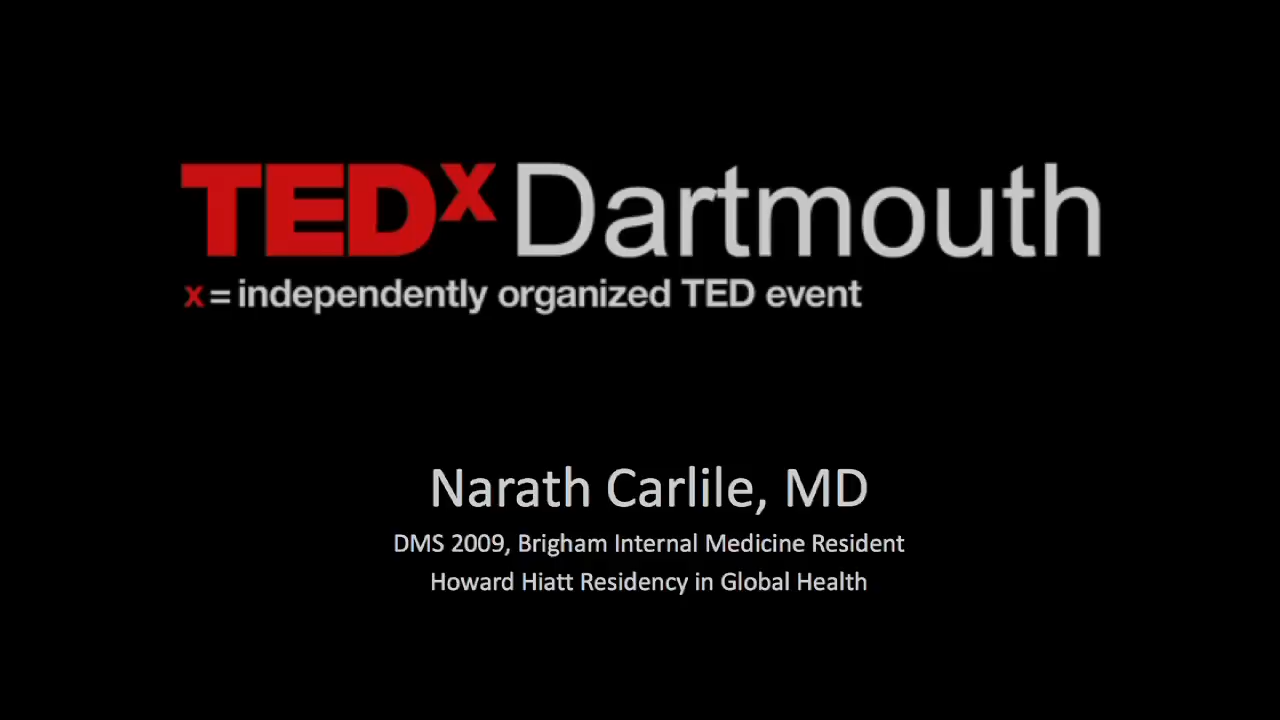 TEDx Dartmouth
x = independently organized TED event
Narath Carlile, MD
DMS 2009, Brigham Internal Medicine Resident
Howard Hiatt Residency in Global Health